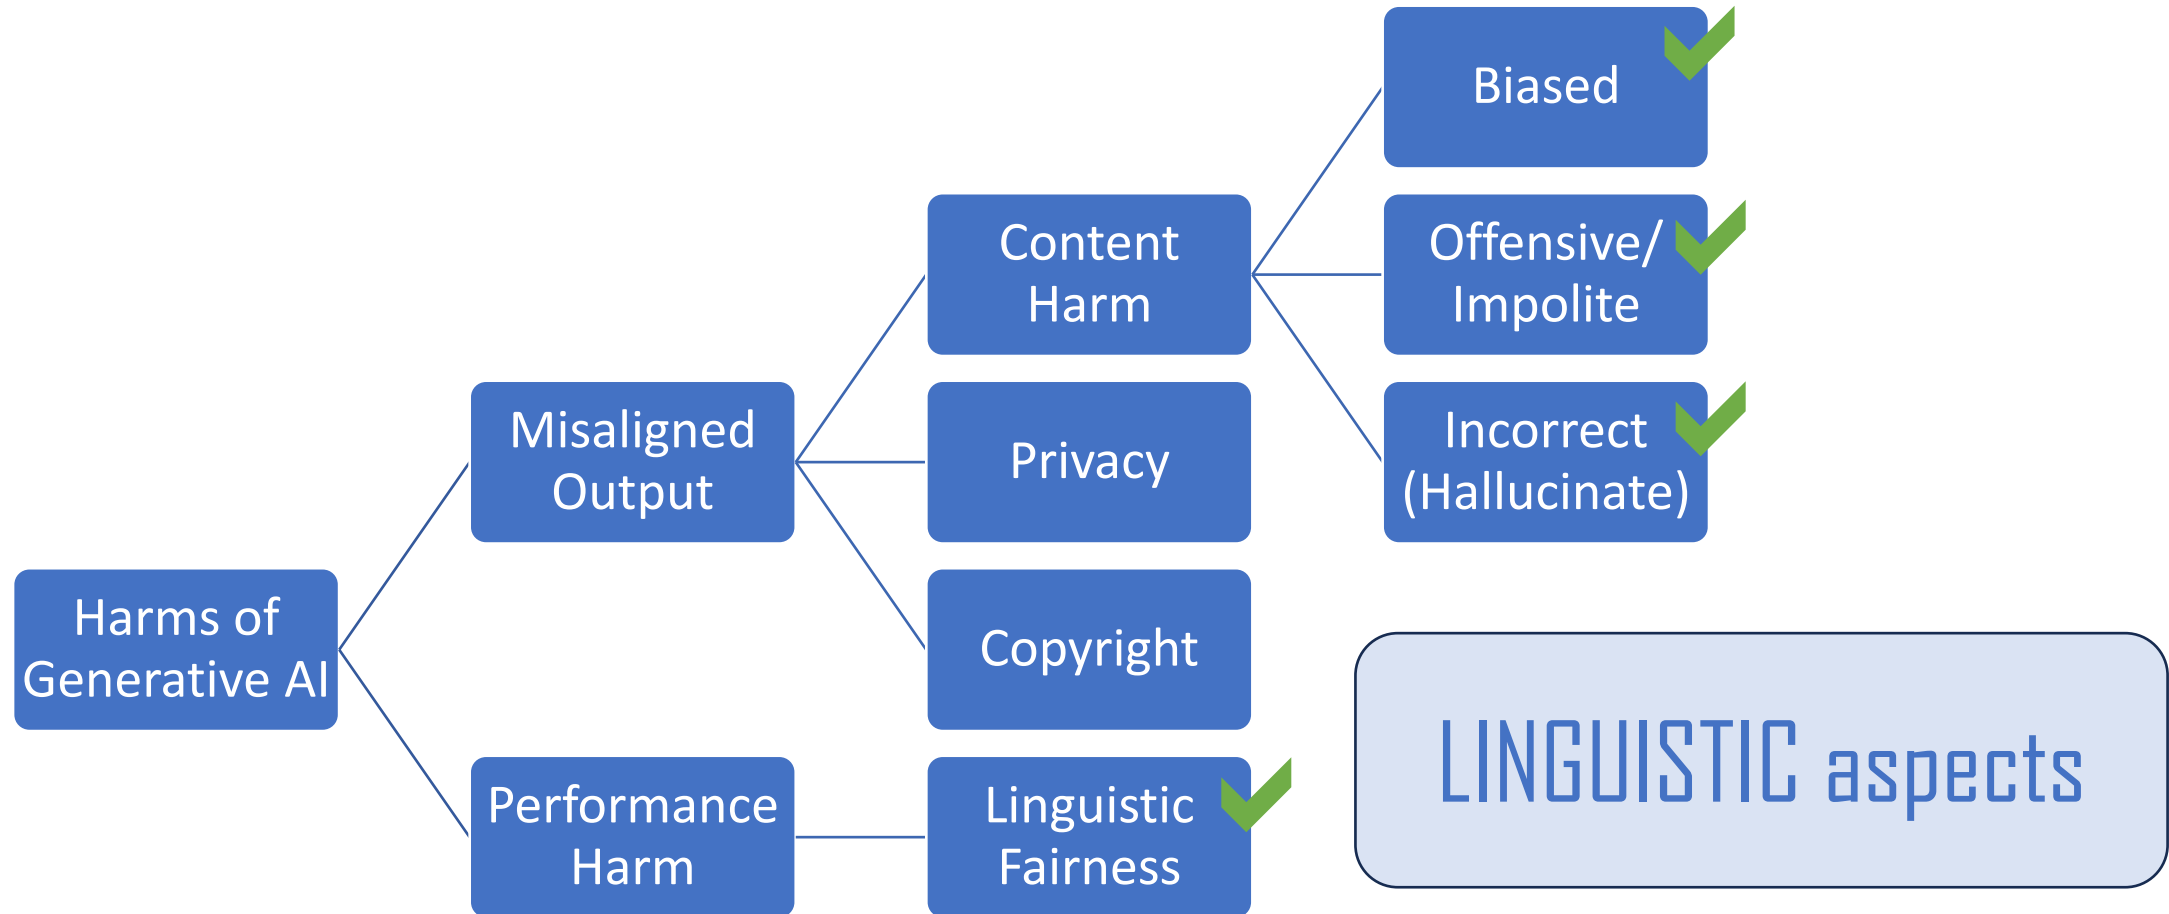 Harms of
Generative AI
Misaligned
Output
Performance
Harm
Content
Harm
Privacy
Copyright
Linguistic
Fairness
Biased
Offensive/
Impolite
Incorrect
(Hallucinate)
LINGUISTIC aspects